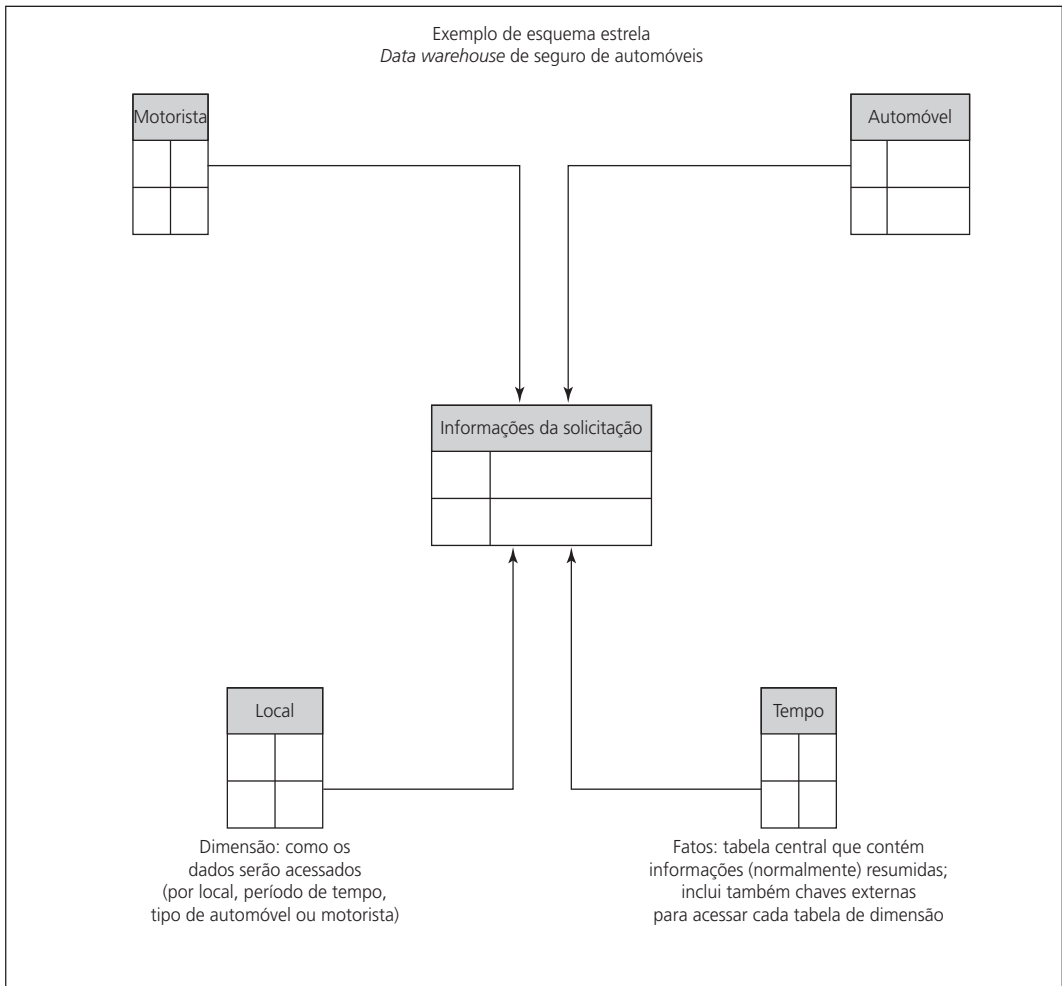 Exemplo de esquema estrela
Data warehouse de seguro de automóveis
Motorista
Automóvel
Informações da solicitação
Local
Tempo
Dimensão: como os
dados serão acessados
(por local, período de tempo,
tipo de automóvel ou motorista)
Fatos: tabela central que contém
informações (normalmente) resumidas;
inclui também chaves externas
para acessar cada tabela de dimensão